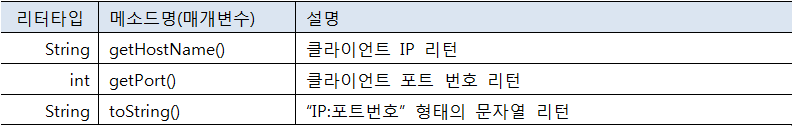 리터타입 메소드명(매개변수) 설명
String getHostName() 클라이언트 IP 리턴
int getPort() 클라이언트 포트 번호 리턴
String toString() “IP:포트번호” 형태의 문자열 리턴